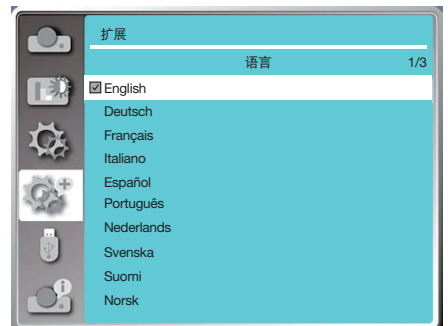 扩展
语言 1/3
English
Deutsch
Français
Italiano
Español
Português
Nederlands
Svenska
Suomi
Norsk